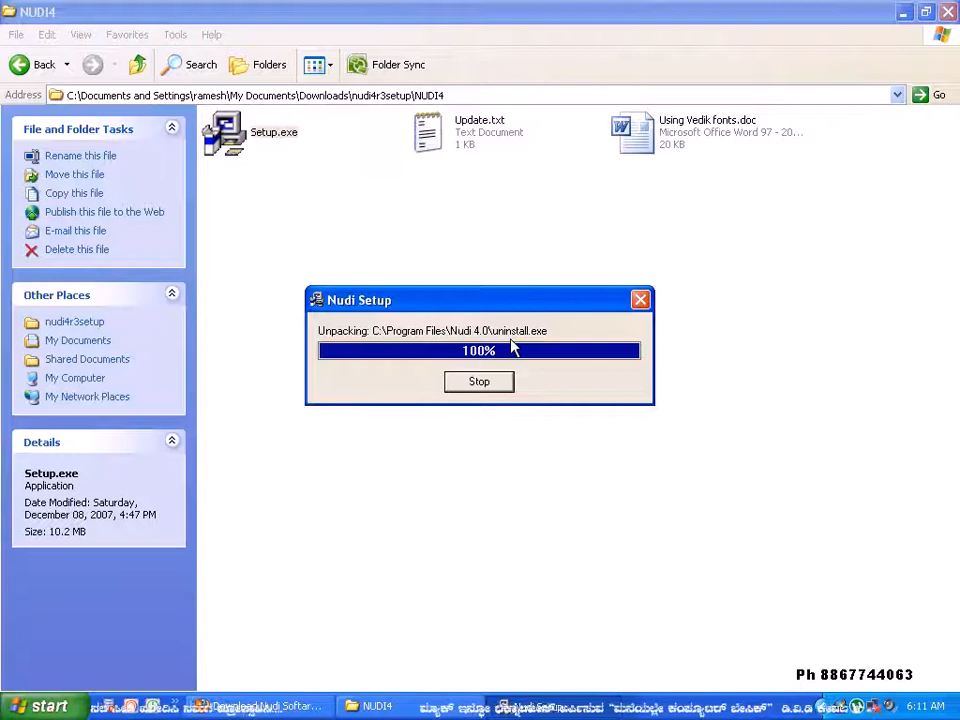 NUDI4
File Edit View Favorites Tools Help
Back Search Folders Folder Sync
Address C:\Documents and Settings\ramesh\My Documents\Downloads\nudi4r3setup\NUDI4 Go
File and Folder Tasks
Rename this file
Move this file
Copy this file
Publish this file to the Web
E-mail this file
Delete this file
Other Places
nudi4r3setup
My Documents
Shared Documents
My Computer
My Network Places
Details
Setup.exe
Application
Date Modified: Saturday,
December 08, 2007, 4:47 PM
Size: 10.2 MB
Setup.exe
Update.txt
Text Document
1 KB
Using Vedik fonts.doc
Microsoft Office Word 97 - 20...
20 KB
Nudi Setup
Unpacking: C:\Program Files\Nudi 4.0\uninstall.exe
100%
Stop
Ph 8867744063
start Download Nudi Softar... NUDI4 6:11 AM